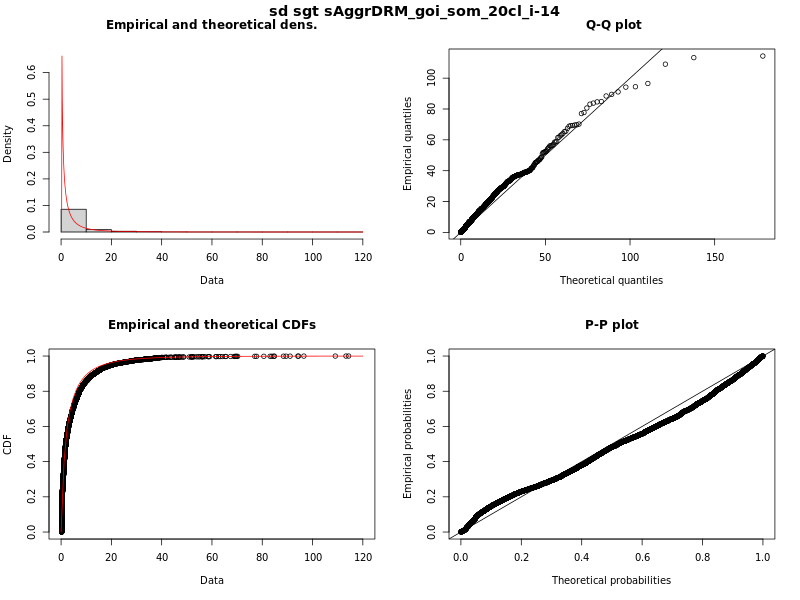 sd sgt sAggrDRM_goi_som_20cl_i-14
Empirical and theoretical dens.
Density
0.0 0.1 0.2 0.3 0.4 0.5 0.6
0 20 40 60 80 100 120
Data
Q-Q plot
Empirical quantiles
0 20 40 60 80 100
0 50 100 150
Theoretical quantiles
Empirical and theoretical CDFs
CDF
0.0 0.2 0.4 0.6 0.8 1.0
0 20 40 60 80 100 120
Data
P-P plot
Empirical probabilities
0.0 0.2 0.4 0.6 0.8 1.0
0.0 0.2 0.4 0.6 0.8 1.0
Theoretical probabilities